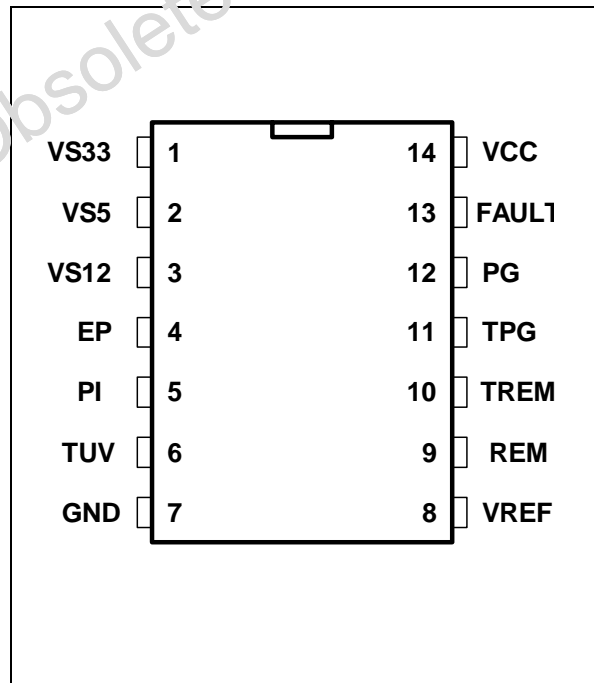 obsolete
VS33 1 14 VCC
VS5 2 13 FAULT
VS12 3 12 PG
EP 4 11 TPG
PI 5 10 TREM
TUV 6 9 REM
GND 7 8 VREF